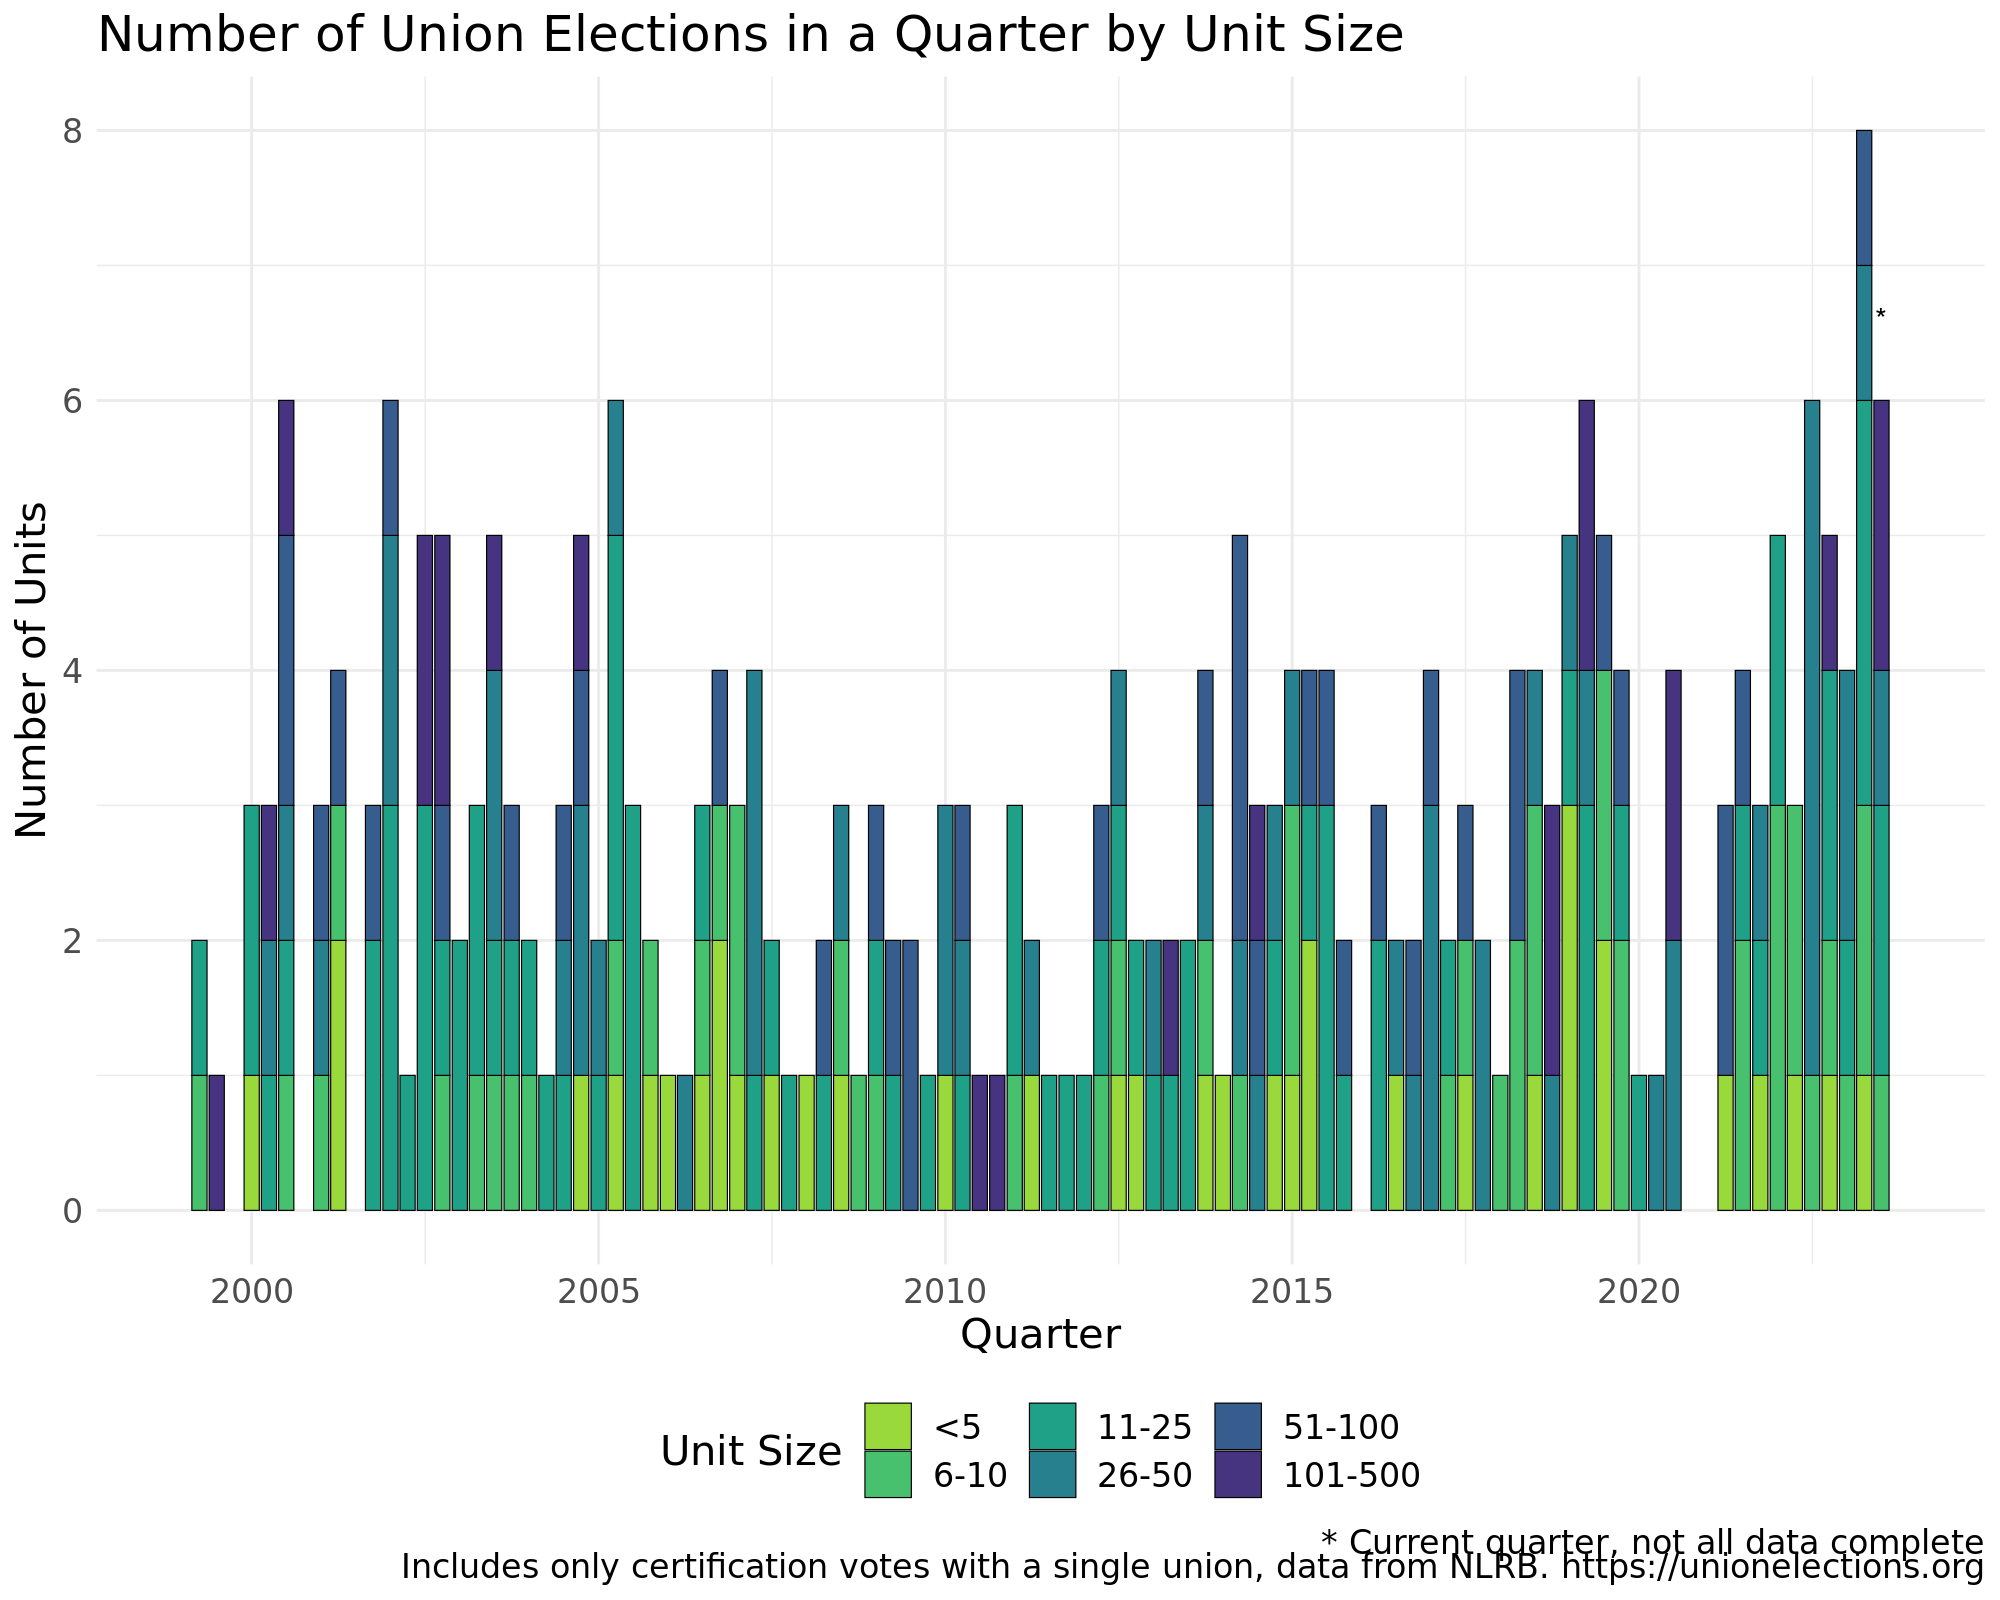 Number of Union Elections in a Quarter by Unit Size
Number of Units
8
6
4
2
0
*
2000 2005 2010 2015 2020
Quarter
Unit Size
<5 11-25 51-100
6-10 26-50 101-500
* Current quarter, not all data complete
Includes only certification votes with a single union, data from NLRB. https://unionelections.org